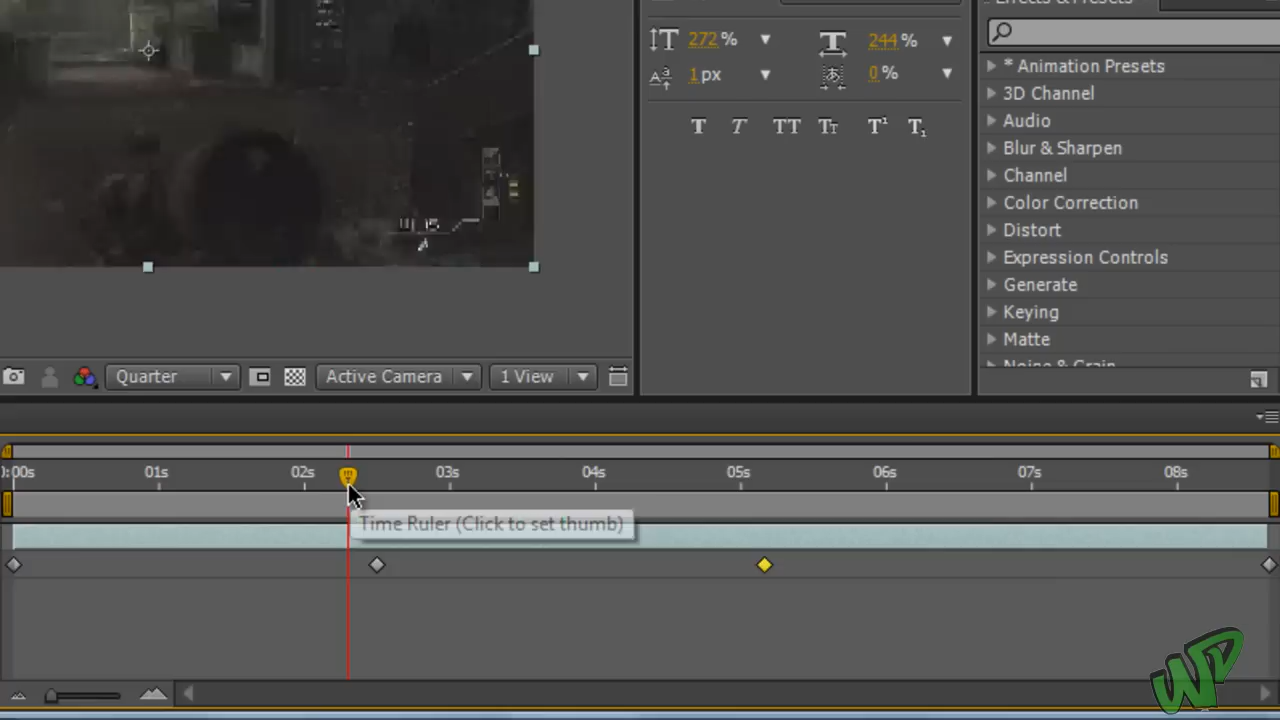 Effects & Presets
272 %
244 %
1 px
0 %
T T TT Tt T¹ T₁
* Animation Presets
3D Channel
Audio
Blur & Sharpen
Channel
Color Correction
Distort
Expression Controls
Generate
Keying
Matte
Noise & Grain
Quarter
Active Camera
1 View
0:00s
01s
02s
03s
04s
05s
06s
07s
08s
Time Ruler (Click to set thumb)
WD